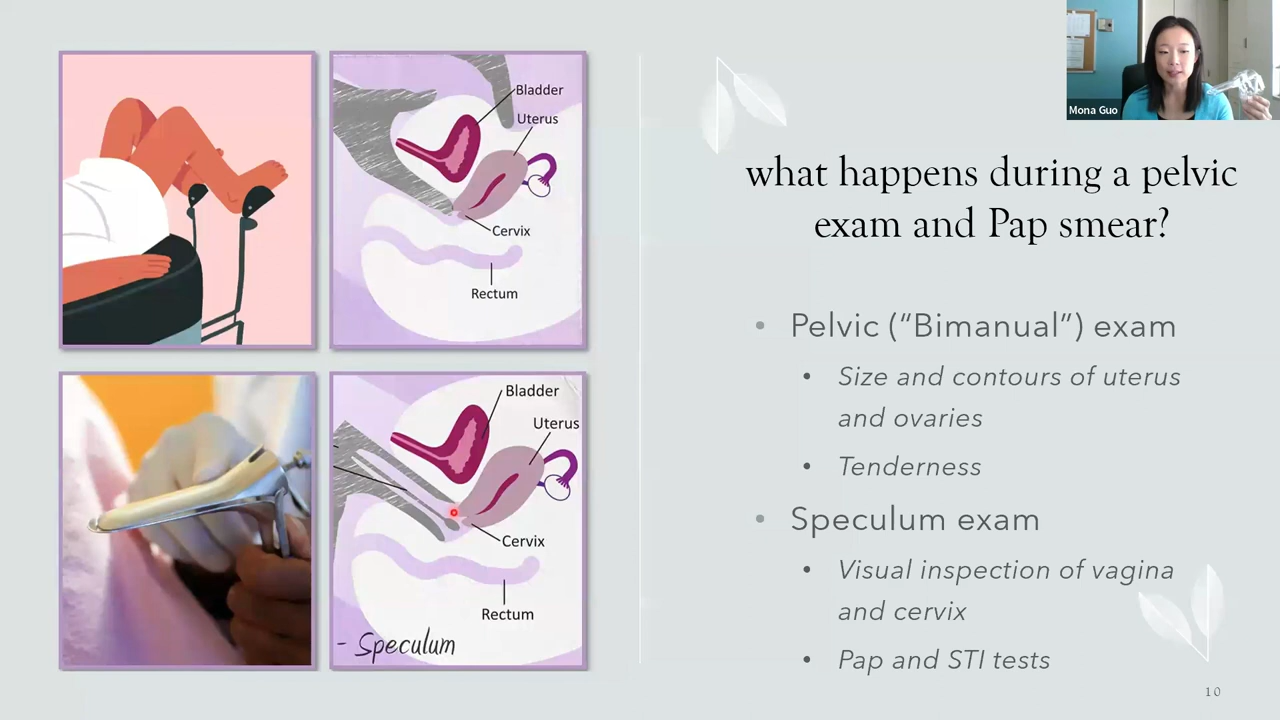 Mona Guo
Bladder
Uterus
Cervix
Rectum
Bladder
Uterus
Cervix
Rectum
- Speculum
what happens during a pelvic
exam and Pap smear?
• Pelvic (“Bimanual”) exam
• Size and contours of uterus
and ovaries
• Tenderness
• Speculum exam
• Visual inspection of vagina
and cervix
• Pap and STI tests
10